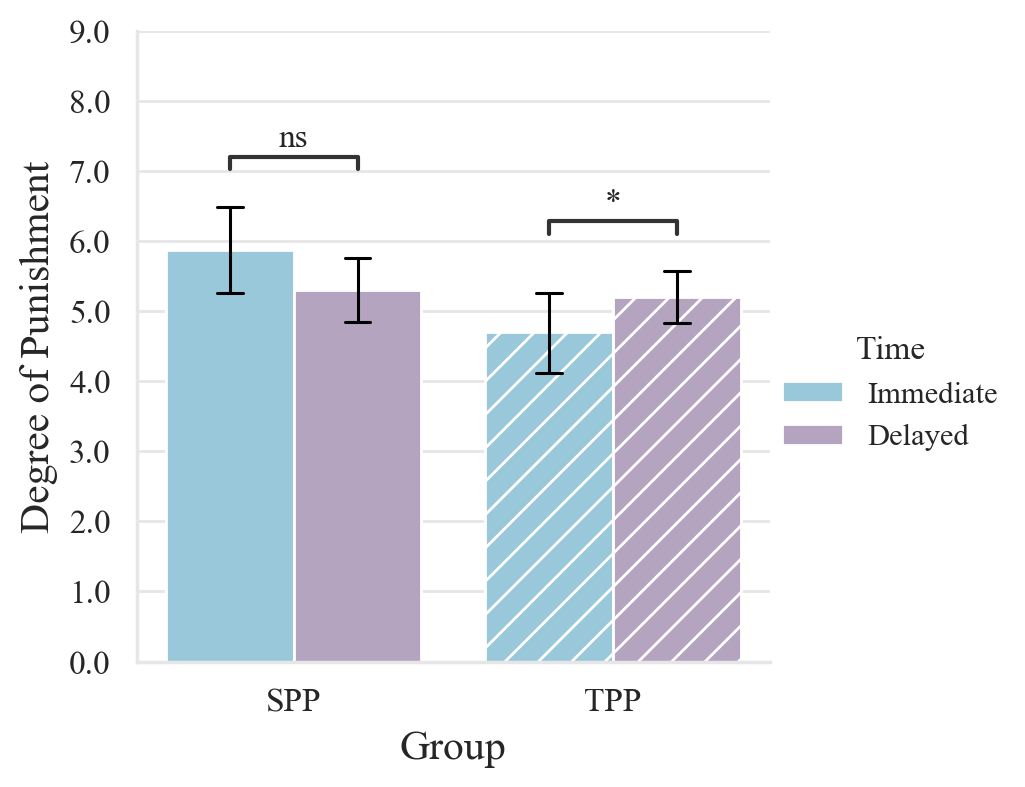 9.0
8.0
7.0
6.0
5.0
4.0
3.0
2.0
1.0
0.0
Degree of Punishment
ns
*
SPP
TPP
Group
Time
Immediate
Delayed